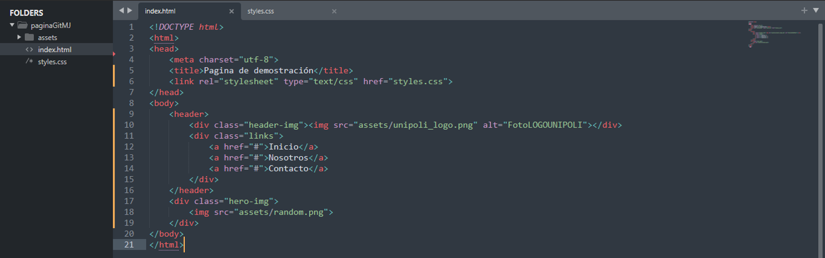 FOLDERS
paginaGitMJ
assets
index.html
styles.css
index.html
styles.css
1 <!DOCTYPE html>
2 <html>
3 <head>
4 <meta charset="utf-8">
5 <title>Pagina de demostración</title>
6 <link rel="stylesheet" type="text/css" href="styles.css">
7 </head>
8 <body>
9 <header>
10 <div class="header-img"><img src="assets/unipoli_logo.png" alt="FotoLOGOUNIPOLI"></div>
11 <div class="links">
12 <a href="#">Inicio</a>
13 <a href="#">Nosotros</a>
14 <a href="#">Contacto</a>
15 </div>
16 </header>
17 <div class="hero-img">
18 <img src="assets/random.png">
19 </div>
20 </body>
21 </html>